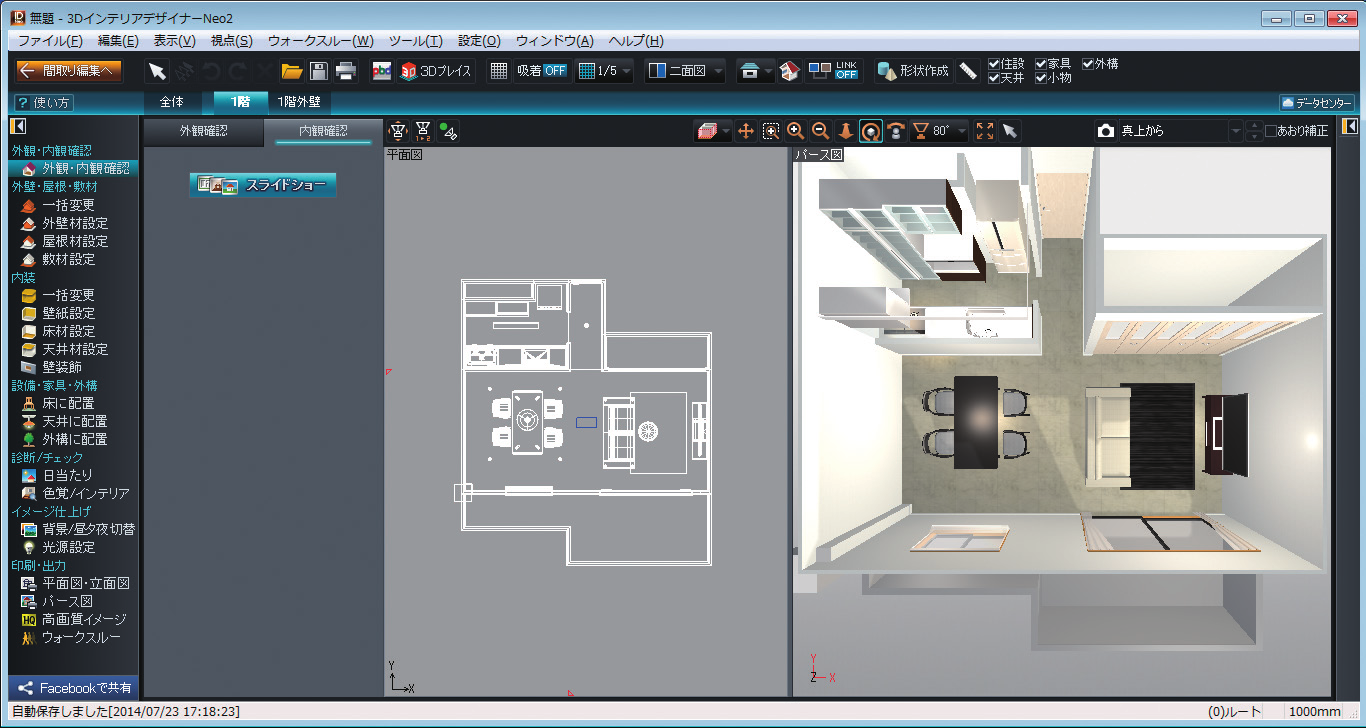 無題 - 3DインテリアデザイナーNeo2
ファイル(F) 編集(E) 表示(V) 視点(S) ウォークスルー(W) ツール(T) 設定(O) ウィンドウ(A) ヘルプ(H)
間取り編集へ abc 3Dプレイス 吸着 OFF 1/5 二面図 LINK OFF 形状作成 住設 家具 外構
天井 小物
? 使い方 全体 1階 1階外壁 データセンター
外観確認 内観確認 80° 真上から あおり補正
スライドショー
平面図 パース図
外観・内観確認
外観・内観確認
外壁・屋根・敷材
一括変更
外壁材設定
屋根材設定
敷材設定
内装
一括変更
壁紙設定
床材設定
天井材設定
壁装飾
設備・家具・外構
床に配置
天井に配置
外構に配置
診断/チェック
日当たり
色覚/インテリア
イメージ仕上げ
背景/昼夕夜切替
光源設定
印刷・出力
平面図・立面図
パース図
HQ 高画質イメージ
ウォークスルー
Facebookで共有
Y
X
Y
Z X
自動保存しました[2014/07/23 17:18:23] (0)ルート 1000mm